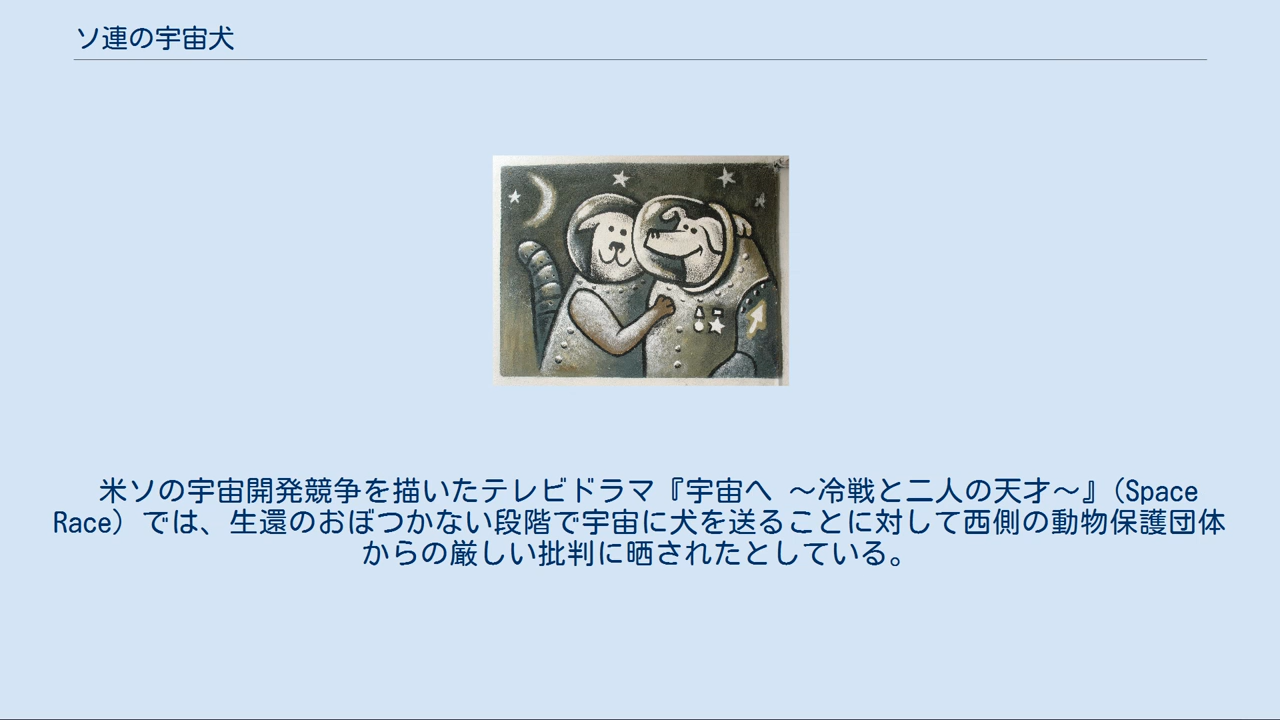 ソ連の宇宙犬
米ソの宇宙開発競争を描いたテレビドラマ『宇宙へ ～冷戦と二人の天才～』（Space
Race）では、生還のおぼつかない段階で宇宙に犬を送ることに対して西側の動物保護団体
からの厳しい批判に晒されたとしている。